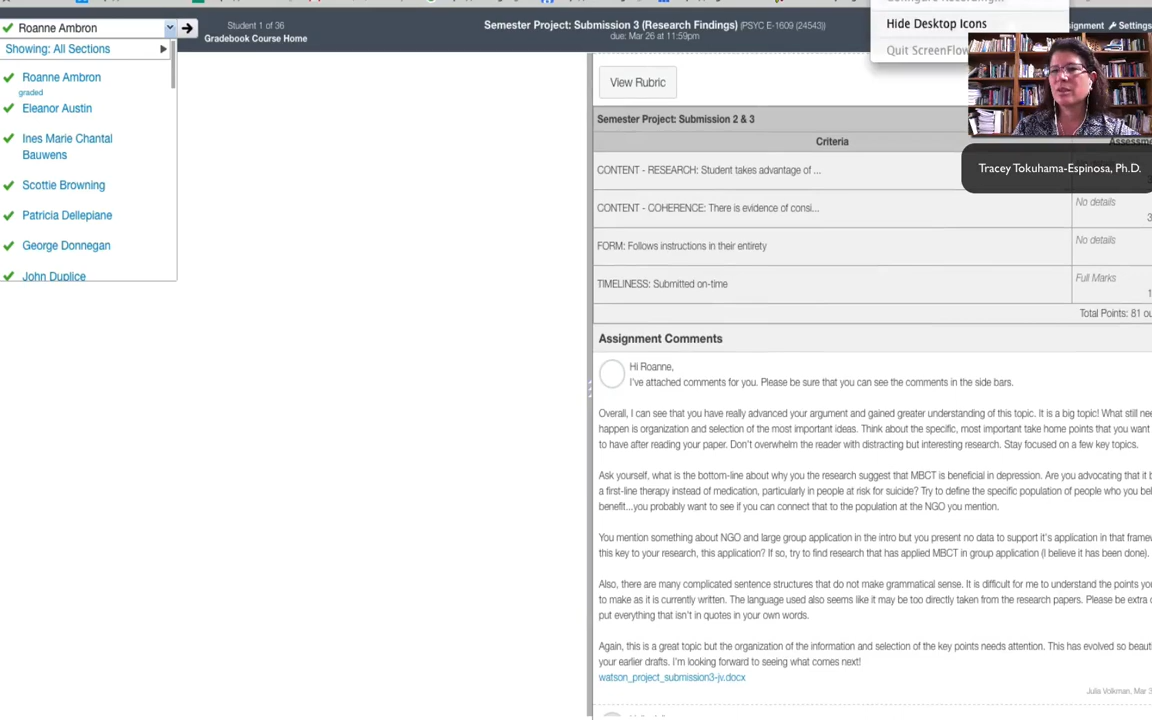 Configure Recording...
Roanne Ambron
Student 1 of 36
Gradebook Course Home
Semester Project: Submission 3 (Research Findings) (PSYC E-1609 (24543))
due: Mar 26 at 11:59pm
Hide Desktop Icons
Settings
Showing: All Sections
Quit ScreenFlow
Roanne Ambron
graded
Eleanor Austin
Ines Marie Chantal
Bauwens
Scottie Browning
Patricia Dellepiane
George Donnegan
John Duplice
View Rubric
Semester Project: Submission 2 & 3
Criteria
Tracey Tokuhama-Espinosa, Ph.D.
CONTENT - RESEARCH: Student takes advantage of ...
CONTENT - COHERENCE: There is evidence of consi...
No details
3
FORM: Follows instructions in their entirety
No details
TIMELINESS: Submitted on-time
Full Marks
1
Total Points: 81 ou
Assignment Comments
Hi Roanne,
I've attached comments for you. Please be sure that you can see the comments in the side bars.
Overall, I can see that you have really advanced your argument and gained greater understanding of this topic. It is a big topic! What still nee
happen is organization and selection of the most important ideas. Think about the specific, most important take home points that you want
to have after reading your paper. Don't overwhelm the reader with distracting but interesting research. Stay focused on a few key topics.
Ask yourself, what is the bottom-line about why you the research suggest that MBCT is beneficial in depression. Are you advocating that it b
a first-line therapy instead of medication, particularly in people at risk for suicide? Try to define the specific population of people who you bel
benefit...you probably want to see if you can connect that to the population at the NGO you mention.
You mention something about NGO and large group application in the intro but you present no data to support it's application in that framew
this key to your research, this application? If so, try to find research that has applied MBCT in group application (I believe it has been done).
Also, there are many complicated sentence structures that do not make grammatical sense. It is difficult for me to understand the points yo
to make as it is currently written. The language used also seems like it may be too directly taken from the research papers. Please be extra c
put everything that isn't in quotes in your own words.
Again, this is a great topic but the organization of the information and selection of the key points needs attention. This has evolved so beaut
your earlier drafts. I'm looking forward to seeing what comes next!
watson_project_submission3-jv.docx
Julia Volkman, Mar 3